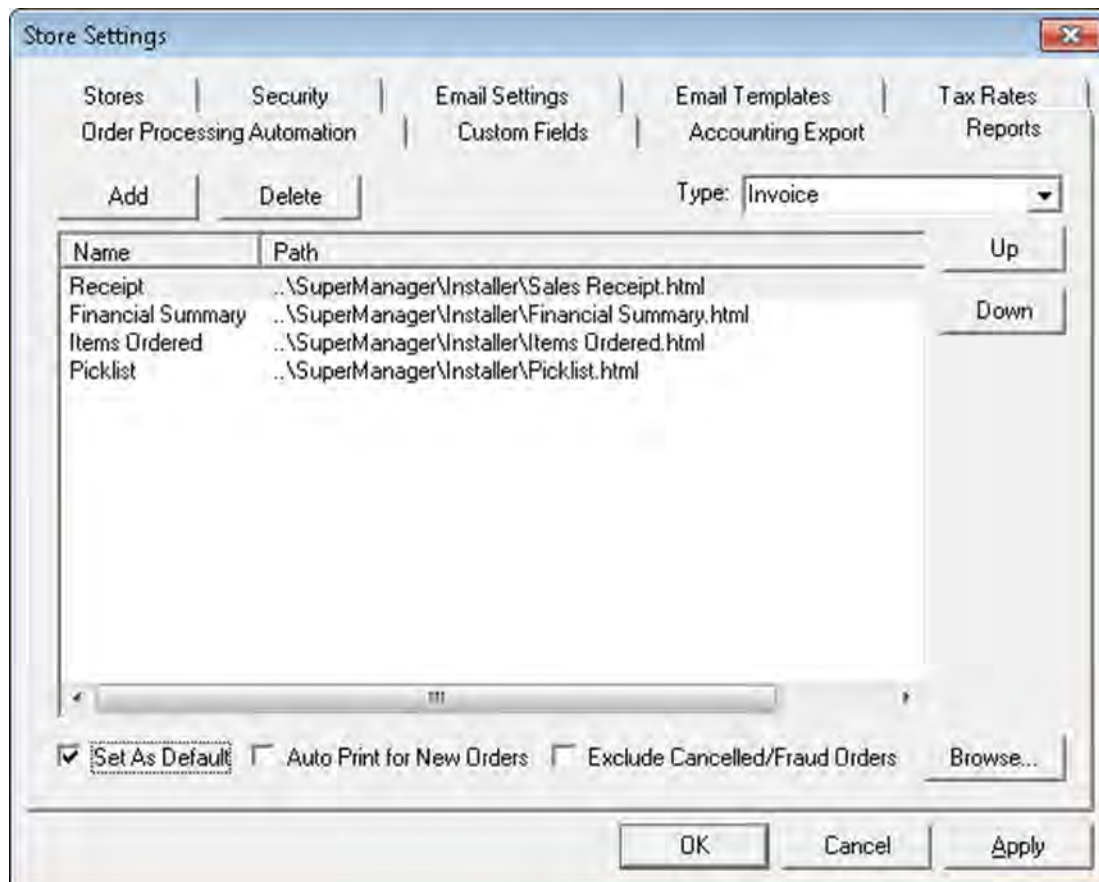 Store Settings
Stores Security Email Settings Email Templates Tax Rates
Order Processing Automation Custom Fields Accounting Export Reports
Add Delete Type: Invoice
Name Path Up
Receipt ..\SuperManager\Installer\Sales Receipt.html
Financial Summary ..\SuperManager\Installer\Financial Summary.html Down
Items Ordered ..\SuperManager\Installer\Items Ordered.html
Picklist ..\SuperManager\Installer\Picklist.html
Set As Default Auto Print for New Orders Exclude Cancelled/Fraud Orders Browse...
OK Cancel Apply